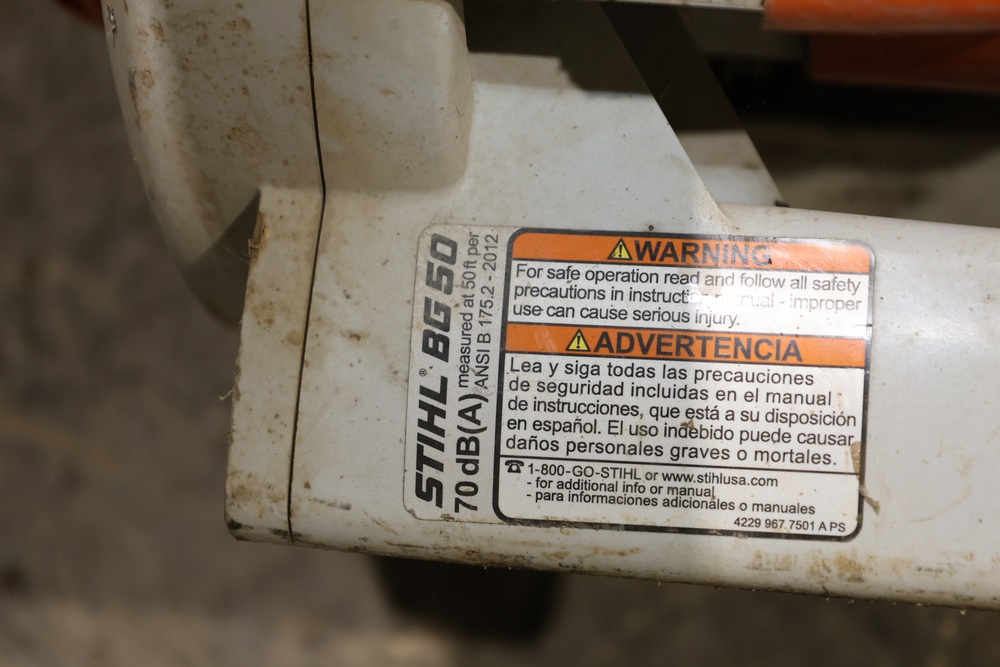 STIHL® BG 50
70 dB(A) measured at 50 ft per
ANSI B 175.2 - 2012
WARNING
For safe operation read and follow all safety
precautions in manual - improper
use can cause serious injury.
ADVERTENCIA
Lea y siga todas las precauciones
de seguridad incluidas en el manual
de instrucciones, que está a su disposición
en español. El uso indebido puede causar
daños personales graves o mortales.
1-800-GO-STIHL or www.stihlusa.com
- for additional info or manual
- para informaciones adicionales o manuales
4229 967 7501 A PS